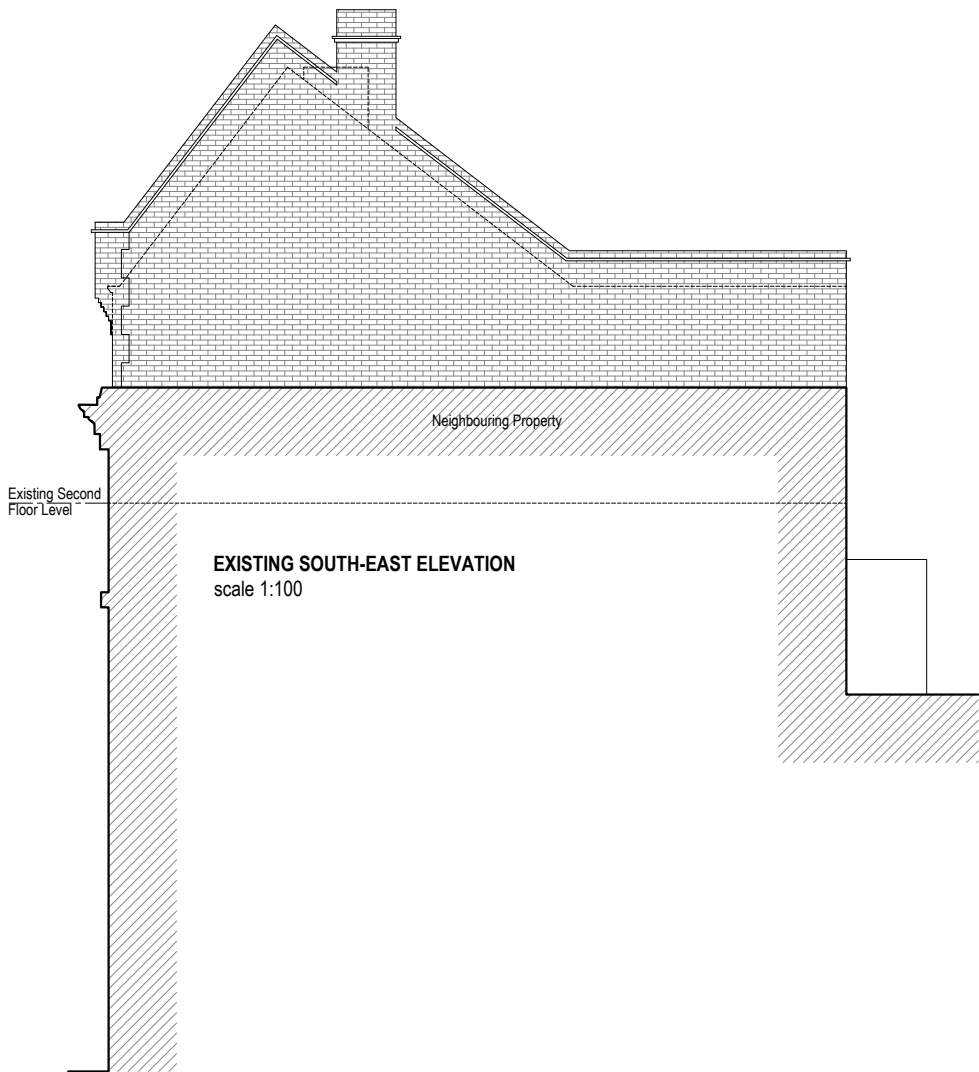 Neighbouring Property
Existing Second
Floor Level
EXISTING SOUTH-EAST ELEVATION
scale 1:100